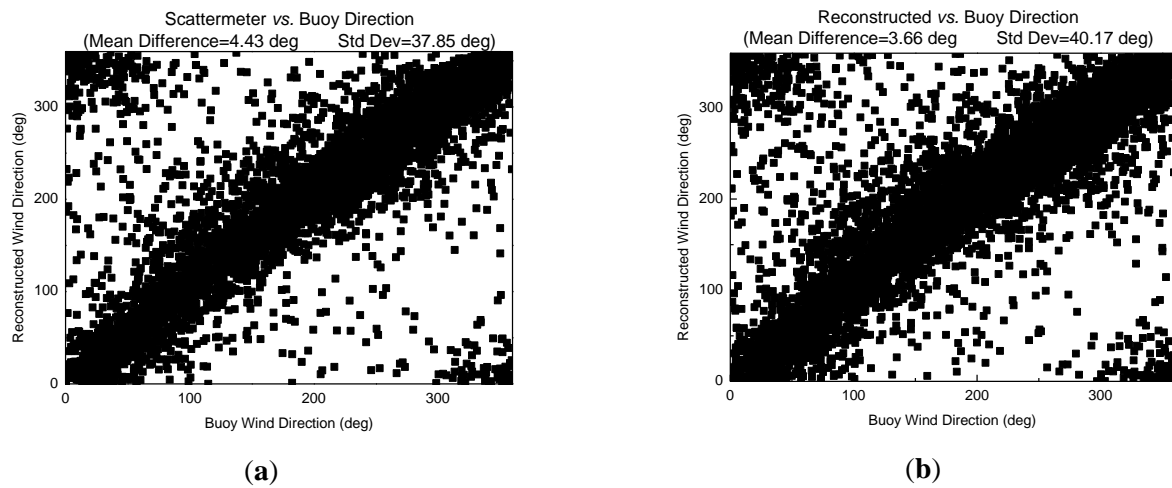 Scattermeter vs. Buoy Direction
(Mean Difference=4.43 deg Std Dev=37.85 deg)
300
200
100
0
0 100 200 300
Reconstructed Wind Direction (deg)
Buoy Wind Direction (deg)
(a)
Reconstructed vs. Buoy Direction
(Mean Difference=3.66 deg Std Dev=40.17 deg)
300
200
100
0
0 100 200 300
Reconstructed Wind Direction (deg)
Buoy Wind Direction (deg)
(b)